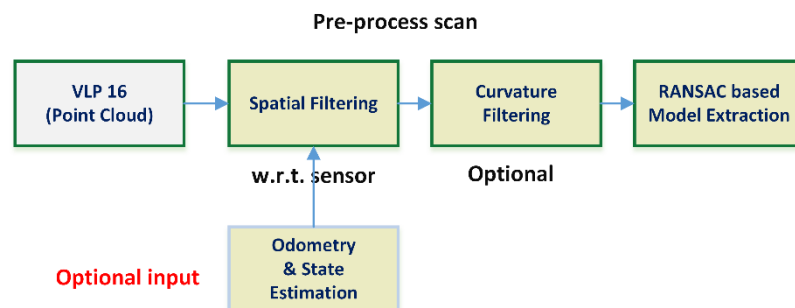 Pre-process scan
VLP 16
(Point Cloud)
Spatial Filtering
Curvature
Filtering
RANSAC based
Model Extraction
w.r.t. sensor
Optional
Optional input
Odometry
& State
Estimation